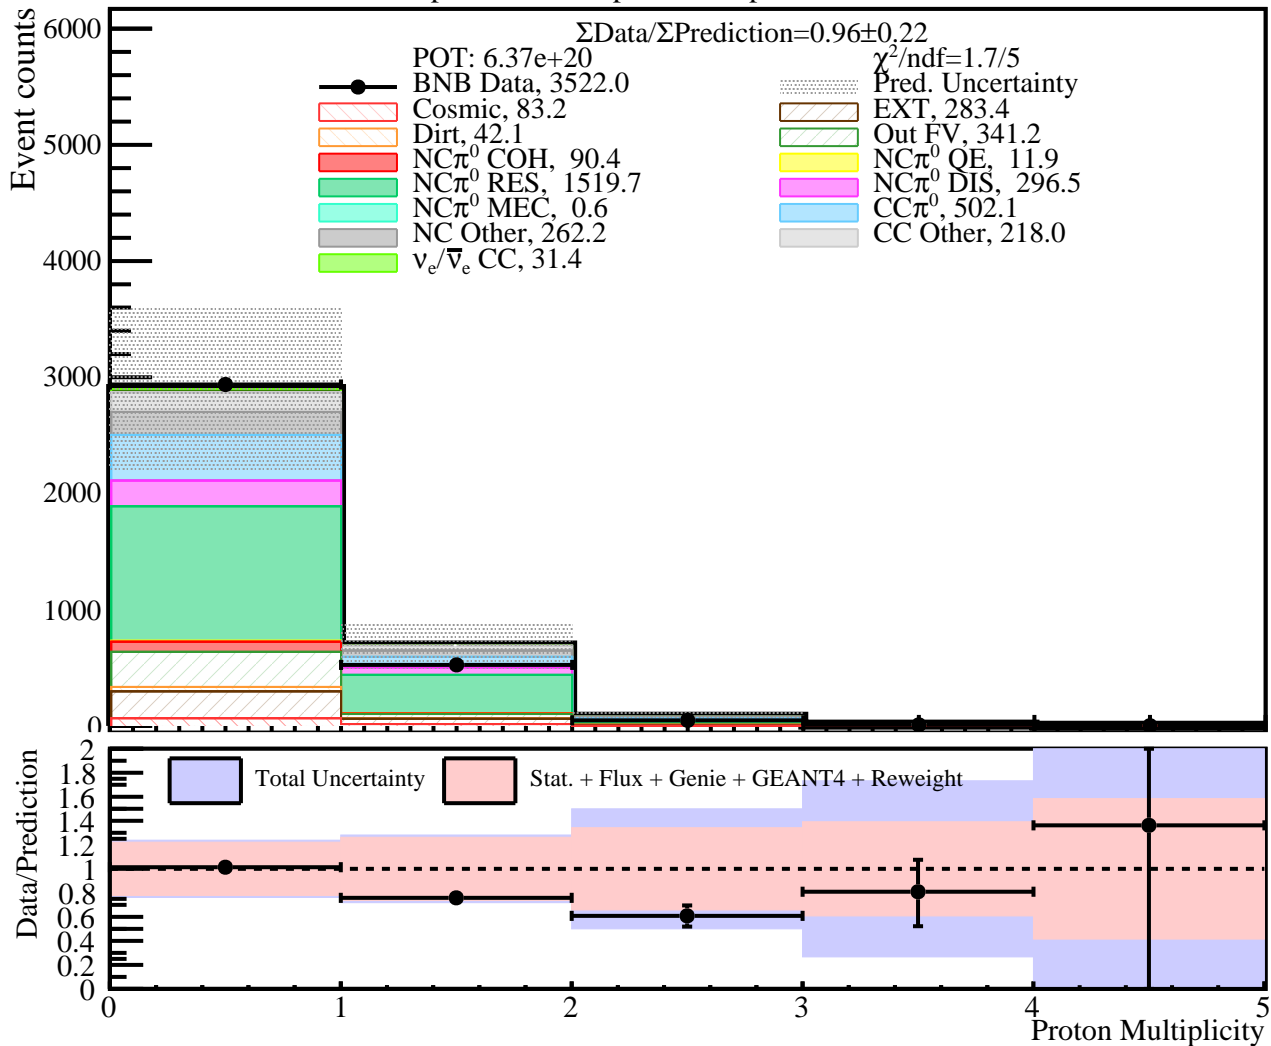 ΣData/ΣPrediction=0.96±0.22
POT: 6.37e+20
χ²/ndf=1.7/5
BNB Data, 3522.0
Pred. Uncertainty
Cosmic, 83.2
EXT, 283.4
Dirt, 42.1
Out FV, 341.2
NCπ⁰ COH, 90.4
NCπ⁰ QE, 11.9
NCπ⁰ RES, 1519.7
NCπ⁰ DIS, 296.5
NCπ⁰ MEC, 0.6
CCπ⁰, 502.1
NC Other, 262.2
CC Other, 218.0
νₑ/ν̅ₑ CC, 31.4
Event counts
6000
5000
4000
3000
2000
1000
0
Total Uncertainty
Stat. + Flux + Genie + GEANT4 + Reweight
Data/Prediction
2
1.8
1.6
1.4
1.2
1
0.8
0.6
0.4
0.2
0
0 1 2 3 4 5
Proton Multiplicity